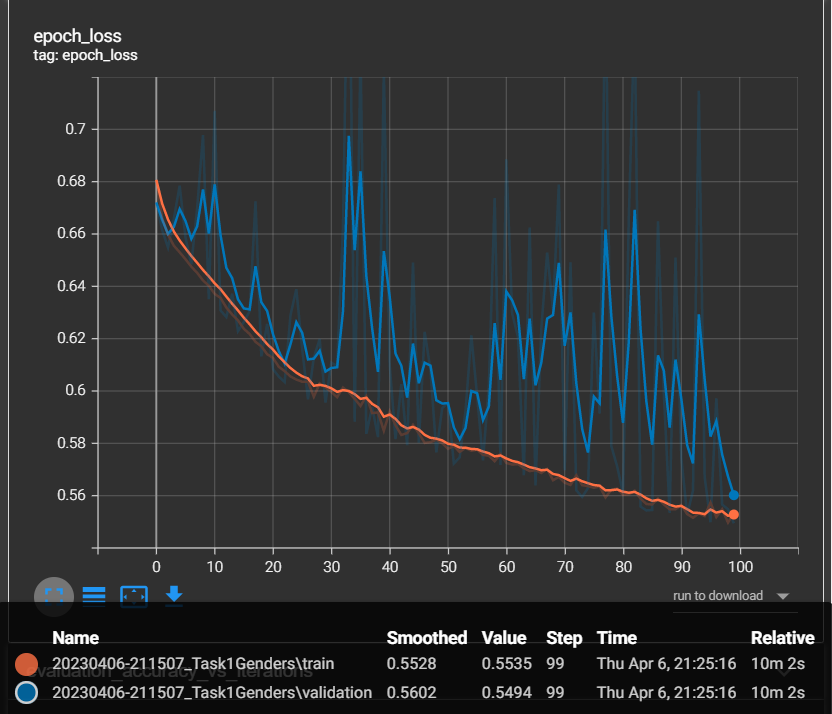 epoch_loss
tag: epoch_loss
0.7
0.68
0.66
0.64
0.62
0.6
0.58
0.56
0 10 20 30 40 50 60 70 80 90 100
run to download
Name Smoothed Value Step Time Relative
20230406-211507_Task1Genders\train 0.5528 0.5535 99 Thu Apr 6, 21:25:16 10m 2s
evaluation_accuracy_vs_iterations
20230406-211507_Task1Genders\validation 0.5602 0.5494 99 Thu Apr 6, 21:25:16 10m 2s